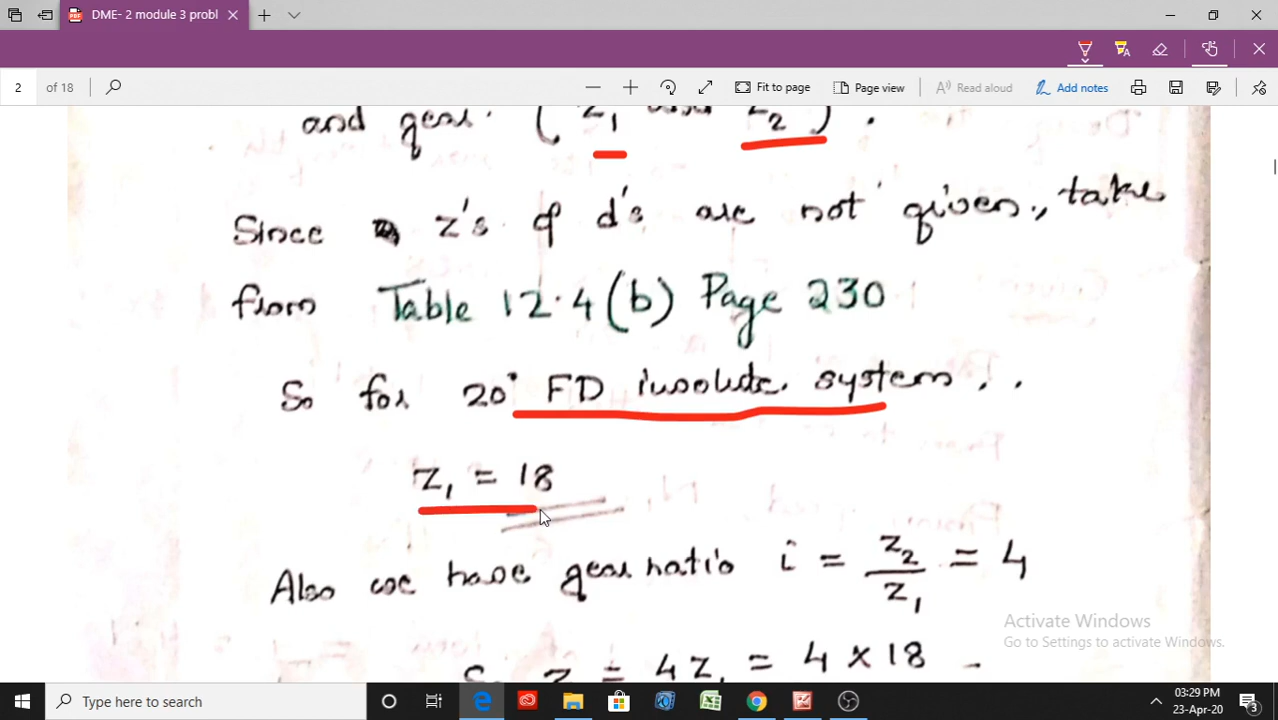 DME- 2 module 3 probl
2 of 18
Fit to page
Page view
Read aloud
Add notes
and gear. (Z1 and Z2).
Since z's of d's are not given, take
from Table 12.4 (b) Page 230
So for 20° FD involute system..
Z1 = 18
Also we have gear ratio i = Z2/Z1 = 4
So Z = 4Z1 = 4 × 18
Activate Windows
Go to Settings to activate Windows.
Type here to search
03:29 PM
23-Apr-20
3